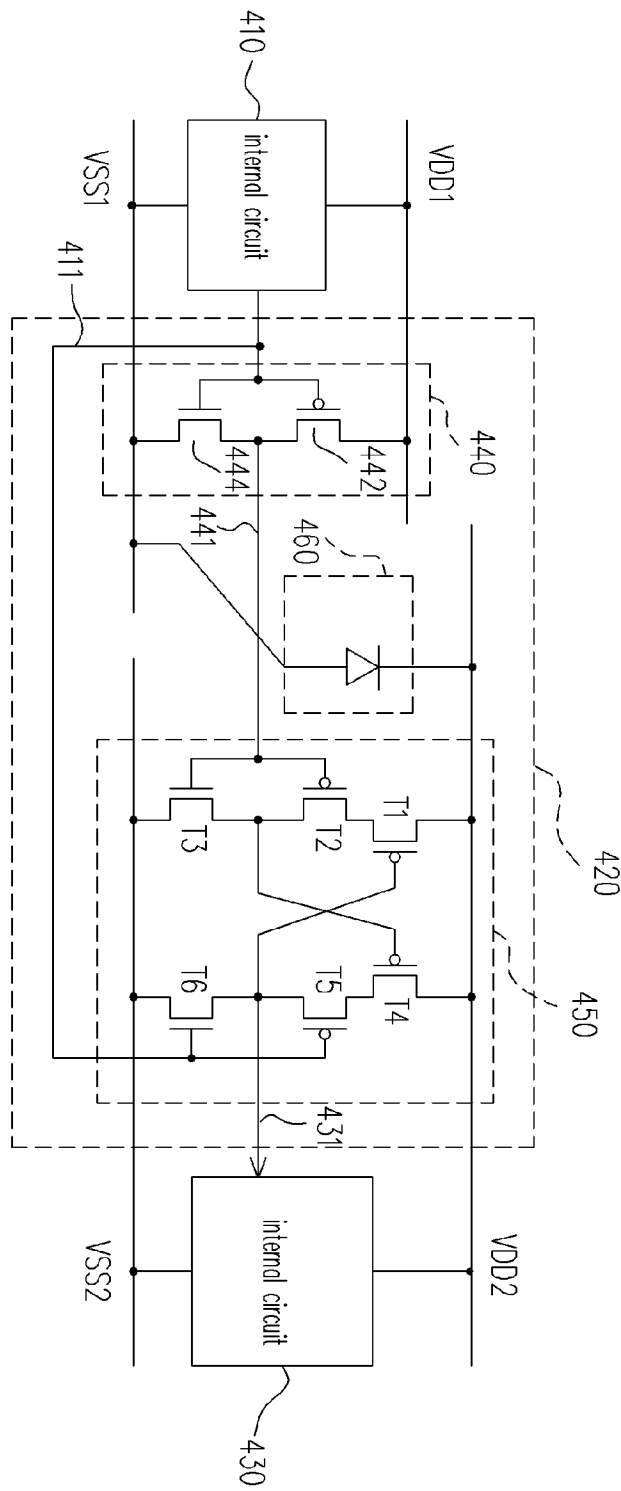 410
internal circuit
VDD1
VSS1
411
440
442
444
441
460
420
450
T1
T2
T3
T4
T5
T6
431
VDD2
VSS2
internal circuit
430